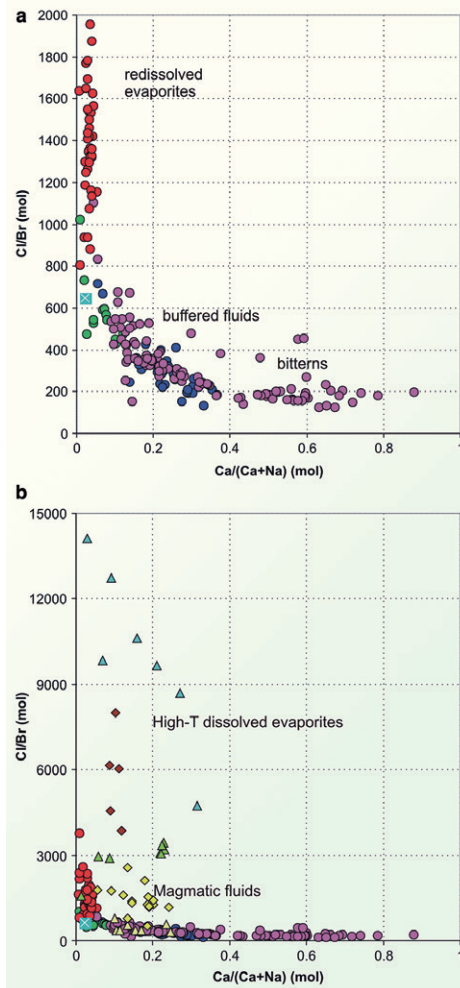 a
2000
1800
1600
1400
1200
1000
800
600
400
200
0
Cl/Br (mol)
redissolved
evaporites
buffered fluids
bitterns
0 0.2 0.4 0.6 0.8 1
Ca/(Ca+Na) (mol)
b
15000
12000
9000
6000
3000
0
Cl/Br (mol)
High-T dissolved evaporites
Magmatic fluids
0 0.2 0.4 0.6 0.8 1
Ca/(Ca+Na) (mol)